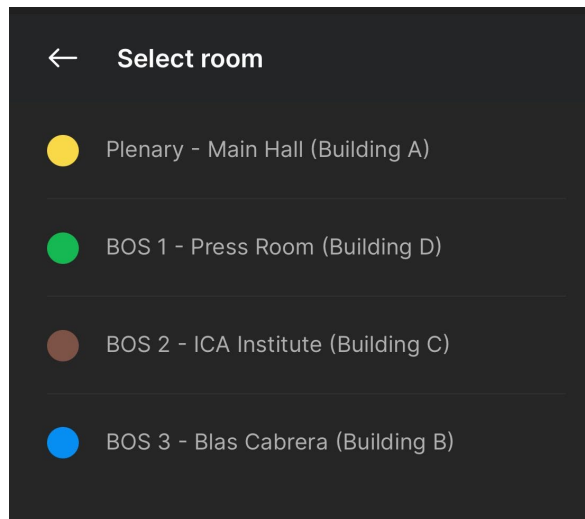 Select room
Plenary - Main Hall (Building A)
BOS 1 - Press Room (Building D)
BOS 2 - ICA Institute (Building C)
BOS 3 - Blas Cabrera (Building B)